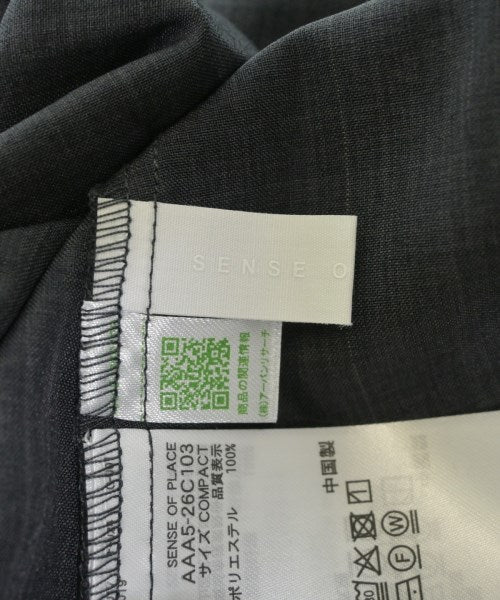 SENSE O
商品の関連情報
(株)アーバンリサーチ
SENSE OF PLACE
AAA5-26C103
サイズ COMPACT
品質表示
ポリエステル 100%
中国製